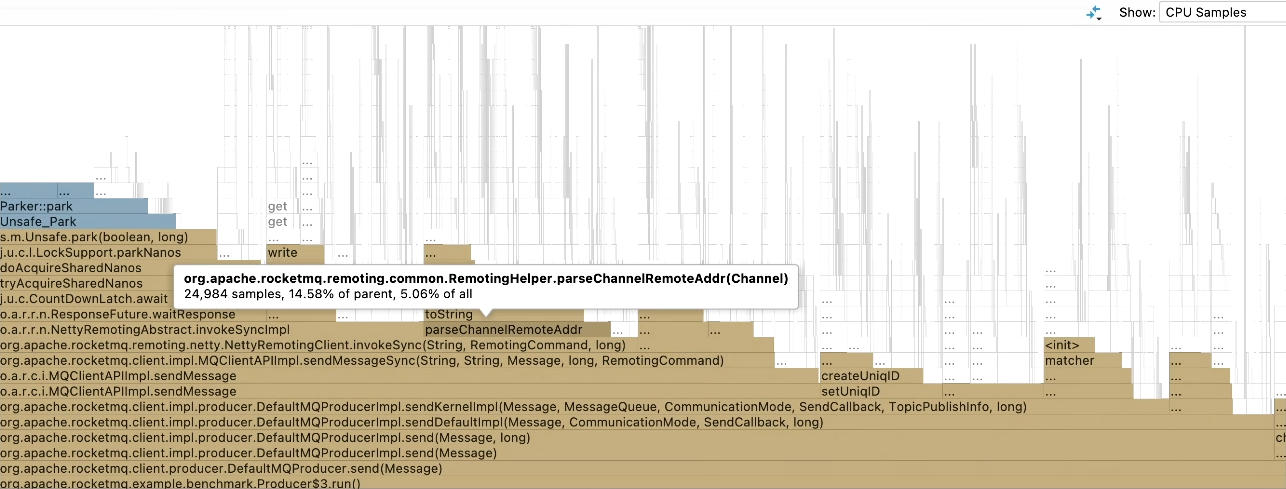 Show: CPU Samples
...
...
... ... ...
Parker::park get ...
Unsafe_Park get ...
s.m.Unsafe.park(boolean, long) ... ... ...
j.u.c.l.LockSupport.parkNanos ... write ... ...
doAcquireSharedNanos
org.apache.rocketmq.remoting.common.RemotingHelper.parseChannelRemoteAddr(Channel)
24,984 samples, 14.58% of parent, 5.06% of all
tryAcquireSharedNanos
j.u.c.CountDownLatch.await
o.a.r.r.n.ResponseFuture.waitResponse ... ... toString ... ... ... ... ...
o.a.r.r.n.NettyRemotingAbstract.invokeSyncImpl parseChannelRemoteAddr ... ... ... ... ... ...
org.apache.rocketmq.remoting.netty.NettyRemotingClient.invokeSync(String, RemotingCommand, long) ... ... ... <init>
org.apache.rocketmq.client.impl.MQClientAPIImpl.sendMessageSync(String, String, Message, long, RemotingCommand) ... ... ... ... ... matcher ... ...
o.a.r.c.i.MQClientAPIImpl.sendMessage createUniqID ... ... ... ...
o.a.r.c.i.MQClientAPIImpl.sendMessage setUniqID ... ... ... ...
org.apache.rocketmq.client.impl.producer.DefaultMQProducerImpl.sendKernelImpl(Message, MessageQueue, CommunicationMode, SendCallback, TopicPublishInfo, long) ... ...
org.apache.rocketmq.client.impl.producer.DefaultMQProducerImpl.sendDefaultImpl(Message, CommunicationMode, SendCallback, long) ...
org.apache.rocketmq.client.impl.producer.DefaultMQProducerImpl.send(Message, long) ch
org.apache.rocketmq.client.impl.producer.DefaultMQProducerImpl.send(Message) ...
org.apache.rocketmq.client.producer.DefaultMQProducer.send(Message)
org.apache.rocketmq.example.benchmark.Producer$3.run()